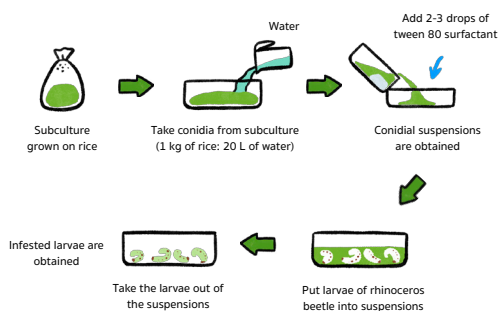 Water
Add 2-3 drops of
tween 80 surfactant
Subculture
grown on rice
Take conidia from subculture
(1 kg of rice: 20 L of water)
Conidial suspensions
are obtained
Infested larvae are
obtained
Take the larvae out of
the suspensions
Put larvae of rhinoceros
beetle into suspensions